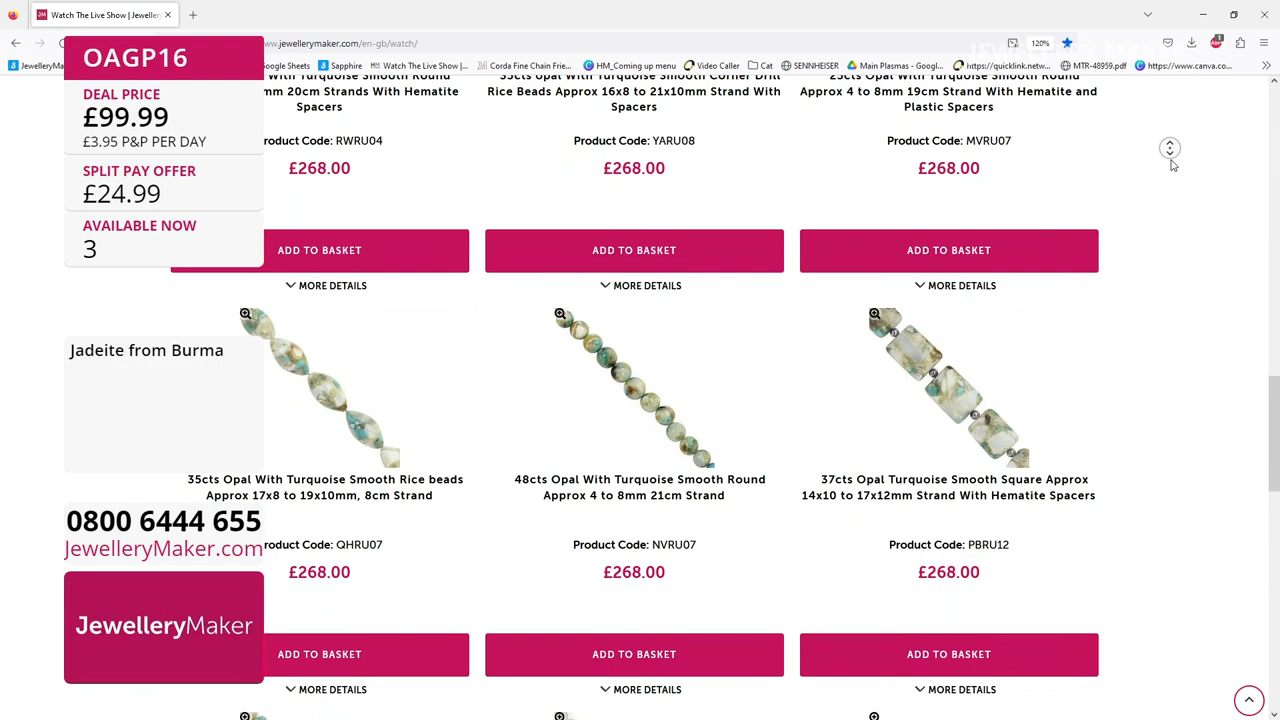 Watch The Live Show | Jeweller
ww.jewellerymaker.com/en-gb/watch/
120%
1
JewelleryM
Google Sheets
Sapphire
Watch The Live Show |...
Corda Fine Chain Frie...
HM_Coming up menu
Video Caller
Cat
SENNHEISER
Main Plasmas - Googl...
https://quicklink.netw...
MTR-48959.pdf
https://www.canva.co...
OAGP16
DEAL PRICE
£99.99
£3.95 P&P PER DAY
SPLIT PAY OFFER
£24.99
AVAILABLE NOW
3
Jadeite from Burma
0800 6444 655
JewelleryMaker.com
JewelleryMaker
With Turquoise Smooth Round
mm 20cm Strands With Hematite
Spacers
roduct Code: RWRU04
£268.00
ADD TO BASKET
MORE DETAILS
35cts Opal With Turquoise Smooth Corner Drill
Rice Beads Approx 16x8 to 21x10mm Strand With
Spacers
Product Code: YARU08
£268.00
ADD TO BASKET
MORE DETAILS
25cts Opal With Turquoise Smooth Round
Approx 4 to 8mm 19cm Strand With Hematite and
Plastic Spacers
Product Code: MVRU07
£268.00
ADD TO BASKET
MORE DETAILS
35cts Opal With Turquoise Smooth Rice beads
Approx 17x8 to 19x10mm, 8cm Strand
roduct Code: QHRU07
£268.00
ADD TO BASKET
MORE DETAILS
48cts Opal With Turquoise Smooth Round
Approx 4 to 8mm 21cm Strand
Product Code: NVRU07
£268.00
ADD TO BASKET
MORE DETAILS
37cts Opal Turquoise Smooth Square Approx
14x10 to 17x12mm Strand With Hematite Spacers
Product Code: PBRU12
£268.00
ADD TO BASKET
MORE DETAILS